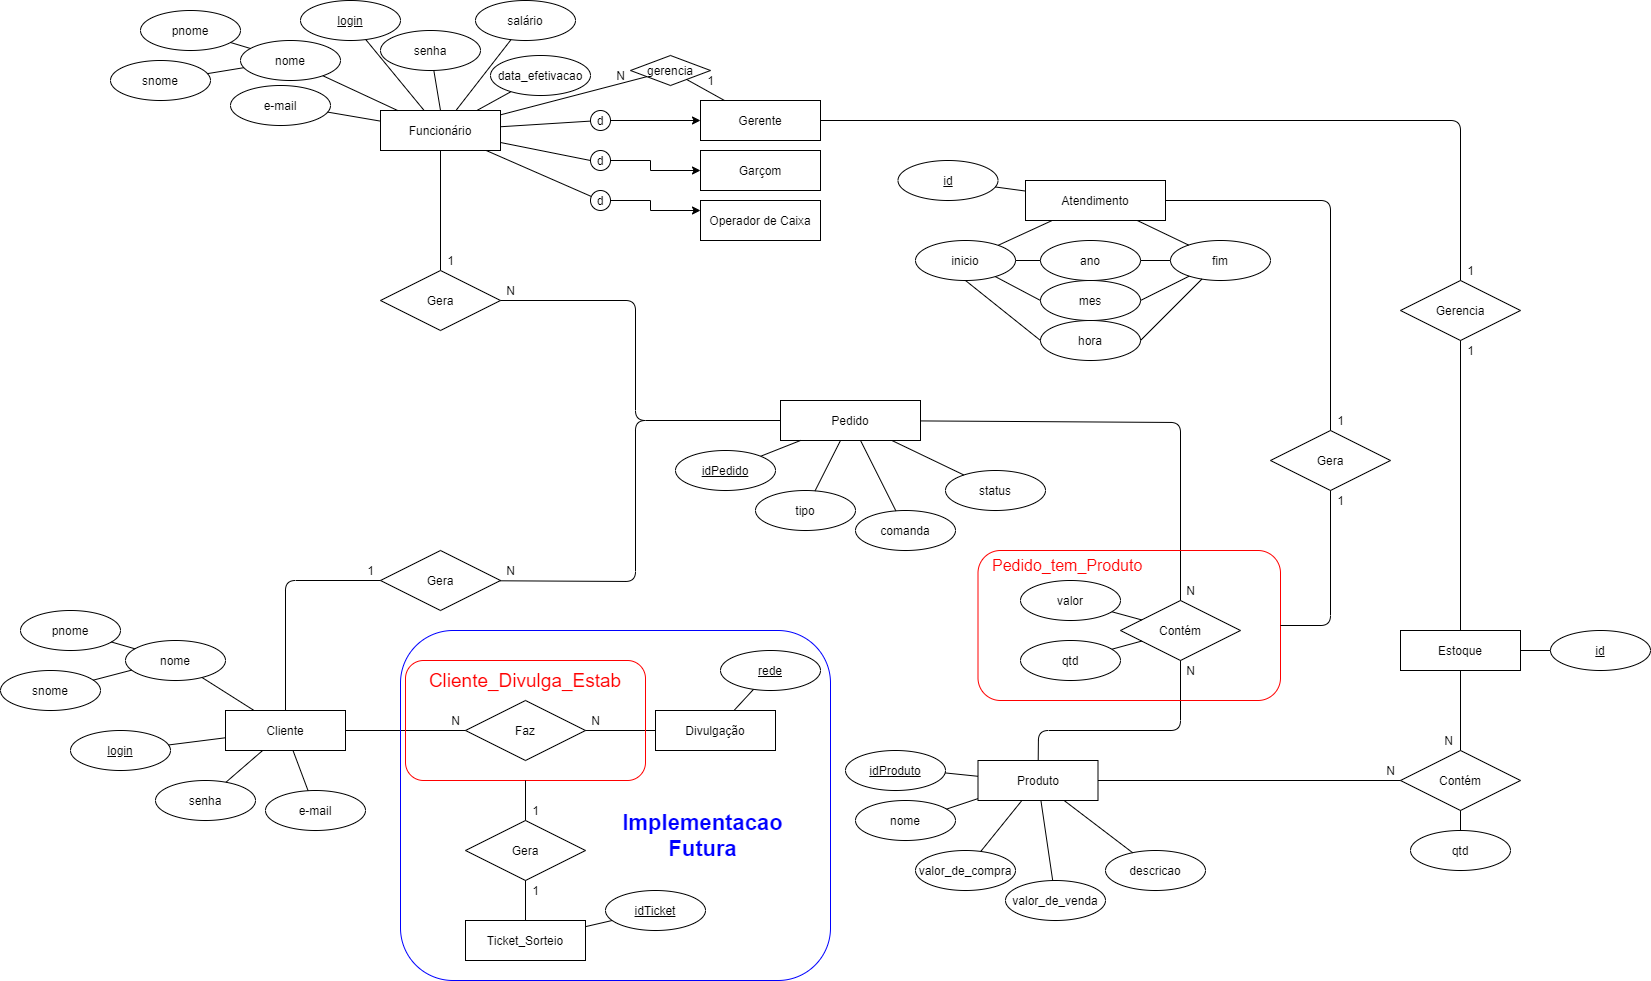 login
salário
pnome
senha
nome
gerencia
N
1
data_efetivacao
snome
e-mail
d
Gerente
Funcionário
d
Garçom
d
Operador de Caixa
id
Atendimento
inicio
ano
fim
1
mes
hora
1
Gera
N
Gerencia
1
Pedido
1
idPedido
status
Gera
tipo
comanda
1
Pedido_tem_Produto
1
Gera
N
N
valor
Contém
qtd
N
pnome
nome
snome
Estoque
id
Cliente_Divulga_Estab
rede
Cliente
N
Faz
N
Divulgação
login
senha
e-mail
N
idProduto
Produto
N
Contém
nome
1
Implementacao
Futura
Gera
qtd
valor_de_compra
descricao
valor_de_venda
1
idTicket
Ticket_Sorteio